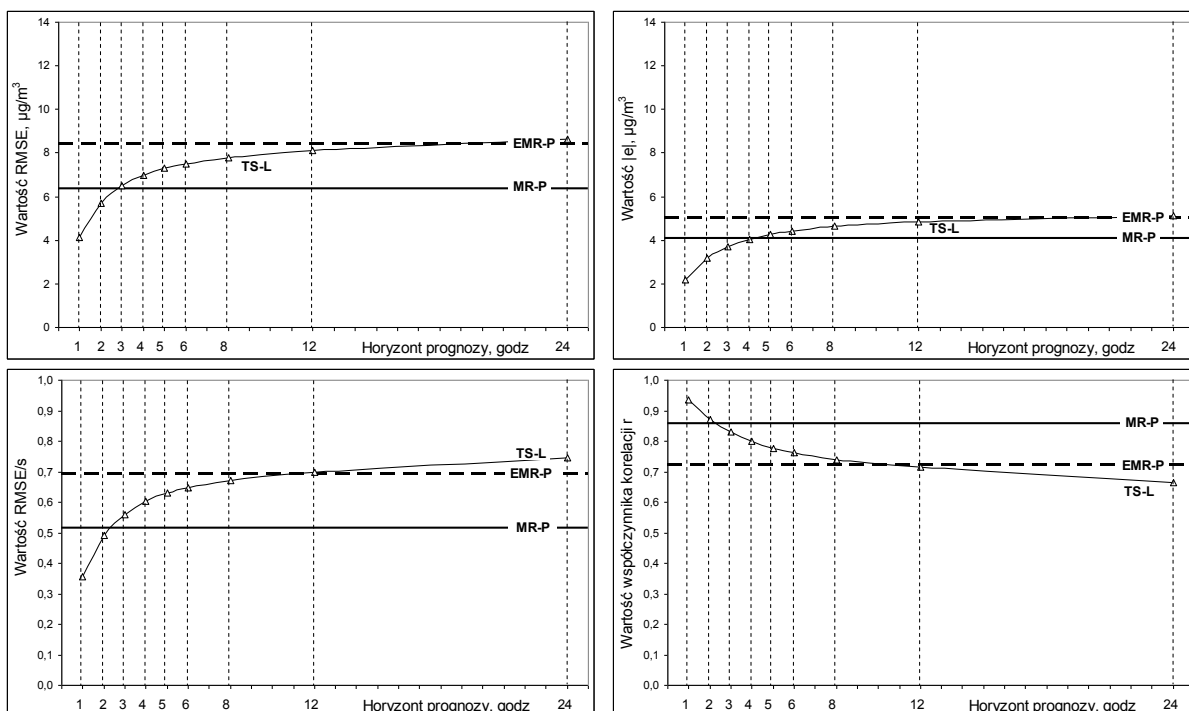 Wartość RMSE, µg/m³
14
12
10
8
6
4
2
0
EMR-P
TS-L
MR-P
1 2 3 4 5 6 8 12 24
Horyzont prognozy, godz
Wartość |e|, µg/m³
14
12
10
8
6
4
2
0
EMR-P
TS-L
MR-P
1 2 3 4 5 6 8 12 24
Horyzont prognozy, godz
Wartość RMSE/s
1,0
0,9
0,8
0,7
0,6
0,5
0,4
0,3
0,2
0,1
0,0
TS-L
EMR-P
MR-P
1 2 3 4 5 6 8 12 24
Horyzont prognozy, godz
Wartość współczynnika korelacji r
1,0
0,9
0,8
0,7
0,6
0,5
0,4
0,3
0,2
0,1
0,0
MR-P
EMR-P
TS-L
1 2 3 4 5 6 8 12 24
Horyzont prognozy, godz